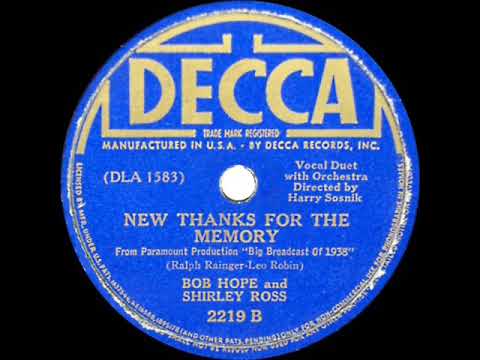 DECCA
TRADE MARK REGISTERED
MANUFACTURED IN U.S.A. - BY DECCA RECORDS, INC.
(DLA 1583)
Vocal Duet
with Orchestra
Directed by
Harry Sosnik
NEW THANKS FOR THE
MEMORY
From Paramount Production "Big Broadcast Of 1938"
(Ralph Rainger-Leo Robin)
BOB HOPE and
SHIRLEY ROSS
2219 B